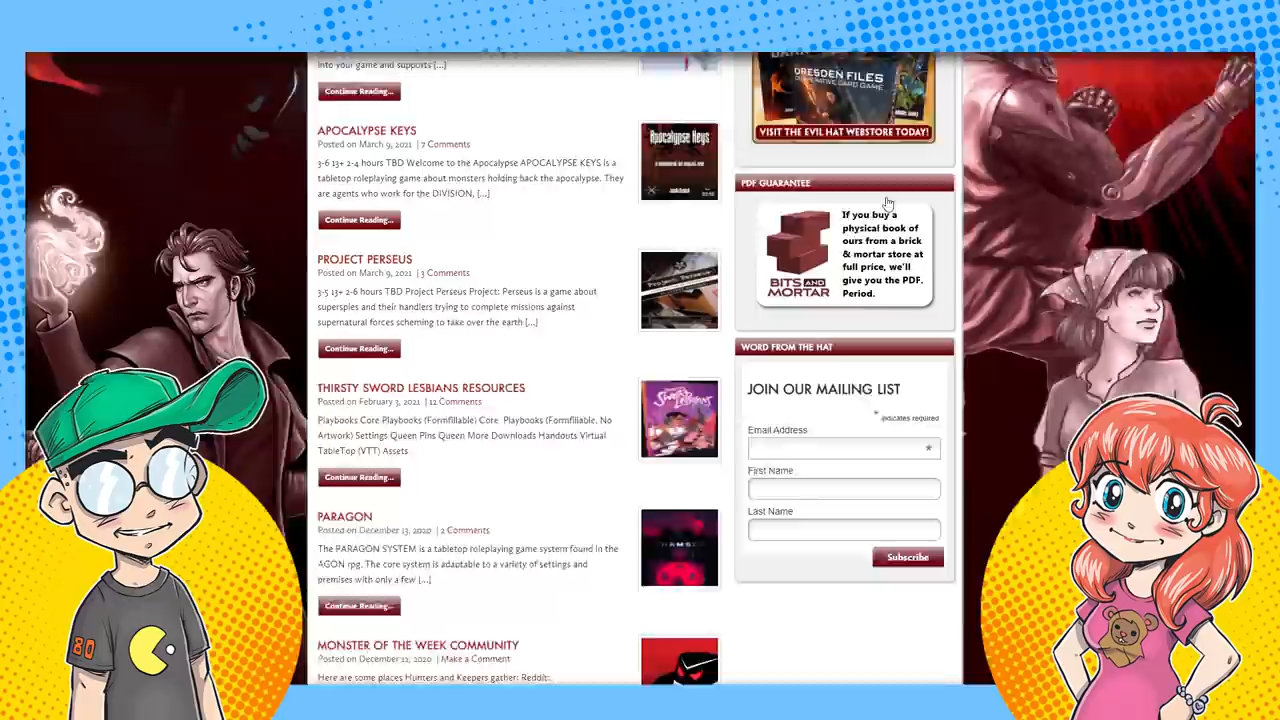 into your game and supports [...]
Continue Reading...
APOCALYPSE KEYS
Posted on March 9, 2021 | 7 Comments
3-6 13+ 2-4 hours TBD Welcome to the Apocalypse APOCALYPSE KEYS is a
tabletop roleplaying game about monsters holding back the apocalypse. They
are agents who work for the DIVISION, [...]
Continue Reading...
Apocalypse Keys
PROJECT PERSEUS
Posted on March 9, 2021 | 3 Comments
3-5 13+ 2-6 hours TBD Project Perseus Project: Perseus is a game about
superspies and their handlers trying to complete missions against
supernatural forces scheming to take over the earth [...]
Continue Reading...
THIRSTY SWORD LESBIANS RESOURCES
Posted on February 3, 2021 | 12 Comments
Playbooks Core Playbooks (Formfillable) Core Playbooks (Formfillable, No
Artwork) Settings Queen Pins Queen More Downloads Handouts Virtual
TableTop (VTT) Assets
Continue Reading...
PARAGON
Posted on December 13, 2020 | 2 Comments
The PARAGON SYSTEM is a tabletop roleplaying game system found in the
AGON rpg. The core system is adaptable to a variety of settings and
premises with only a few [...]
Continue Reading...
MONSTER OF THE WEEK COMMUNITY
Posted on December 12, 2020 | Make a Comment
Here are some places Hunters and Keepers gather: Reddit:
DRESDEN FILES
COOPERATIVE CARD GAME
VISIT THE EVIL HAT WEBSTORE TODAY!
PDF GUARANTEE
If you buy a
physical book of
ours from a brick
& mortar store at
full price, we'll
give you the PDF.
Period.
BITS AND
MORTAR
WORD FROM THE HAT
JOIN OUR MAILING LIST
* indicates required
Email Address
*
First Name
Last Name
Subscribe
80